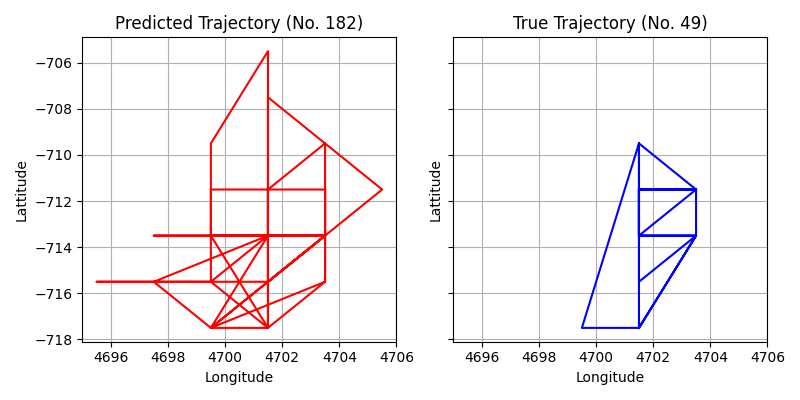 Predicted Trajectory (No. 182)
True Trajectory (No. 49)
−706
−708
−710
−712
−714
−716
−718
Lattitude
Lattitude
4696 4698 4700 4702 4704 4706
4696 4698 4700 4702 4704 4706
Longitude
Longitude